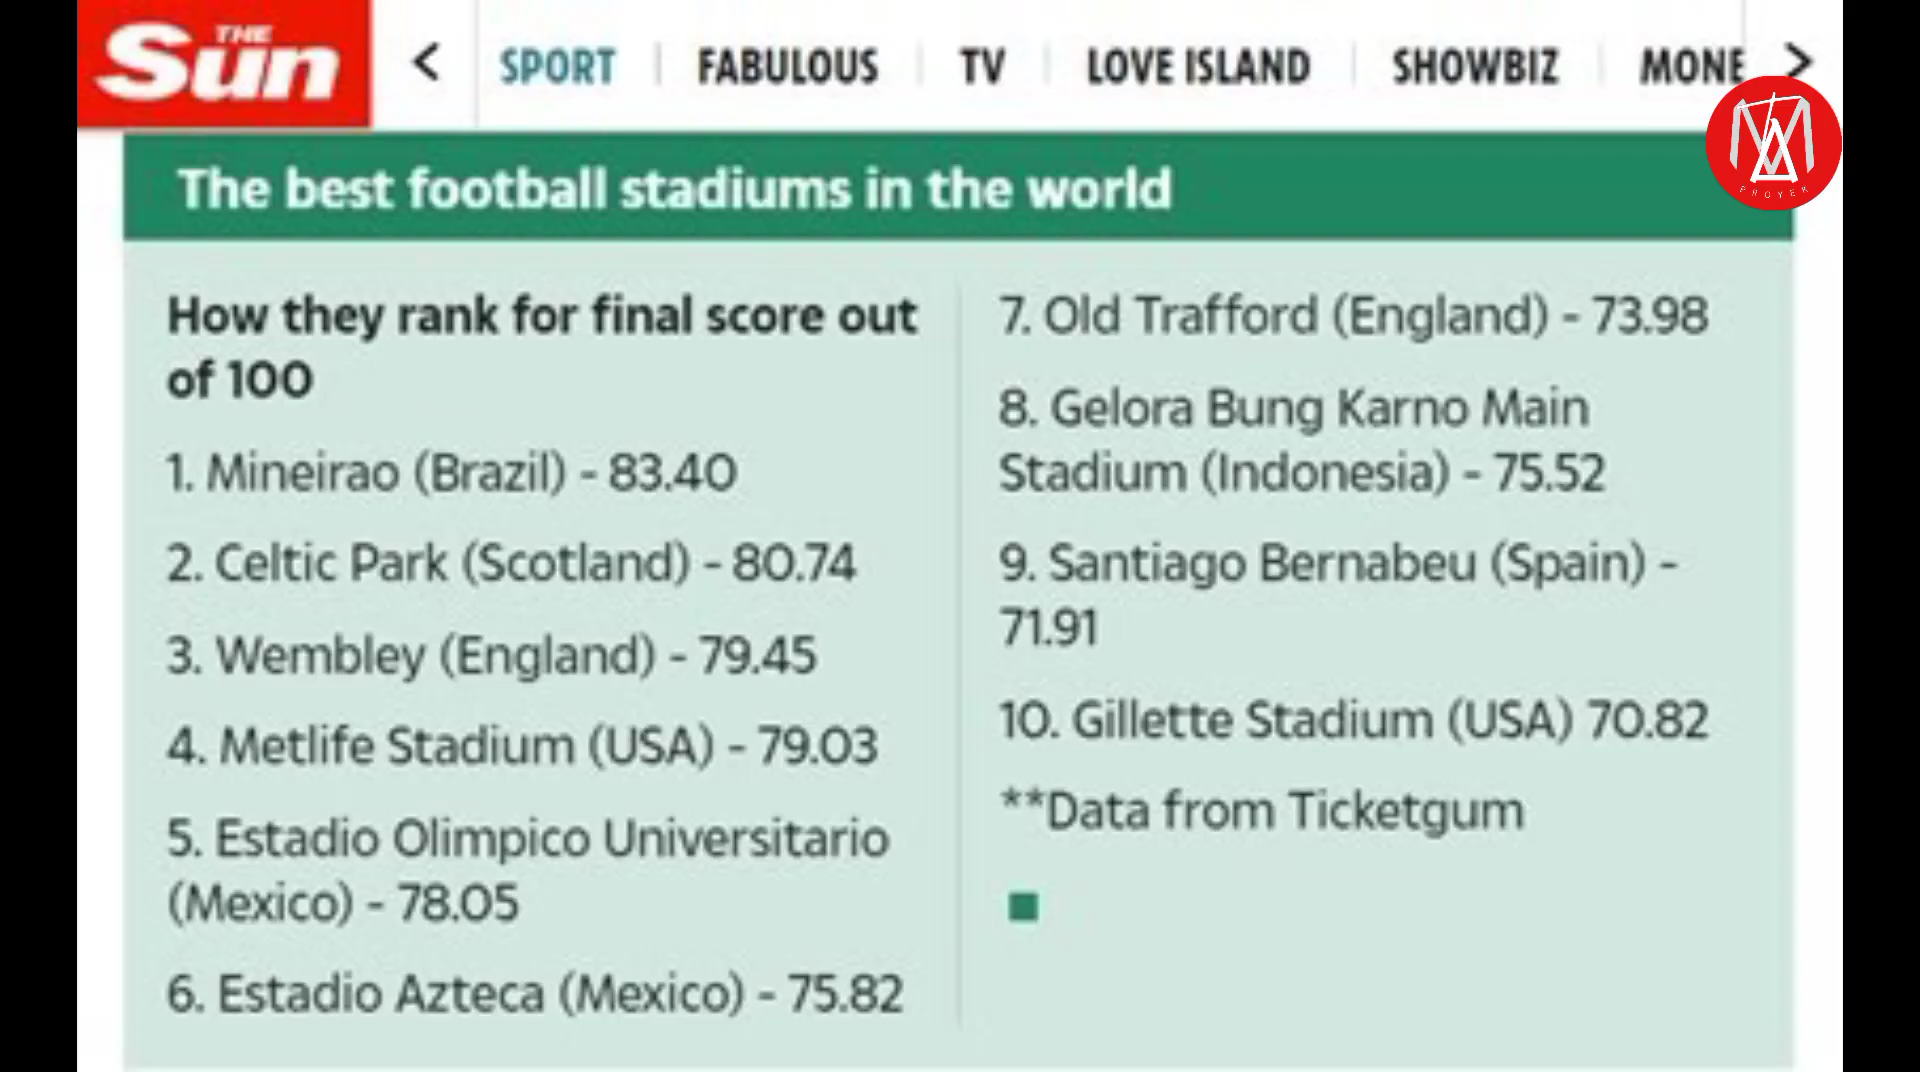 THE
Sun
<
SPORT
FABULOUS
TV
LOVE ISLAND
SHOWBIZ
MONE
>
PROYEK
The best football stadiums in the world
How they rank for final score out
of 100
1. Mineirao (Brazil) - 83.40
2. Celtic Park (Scotland) - 80.74
3. Wembley (England) - 79.45
4. Metlife Stadium (USA) - 79.03
5. Estadio Olimpico Universitario
(Mexico) - 78.05
6. Estadio Azteca (Mexico) - 75.82
7. Old Trafford (England) - 73.98
8. Gelora Bung Karno Main
Stadium (Indonesia) - 75.52
9. Santiago Bernabeu (Spain) -
71.91
10. Gillette Stadium (USA) 70.82
**Data from Ticketgum